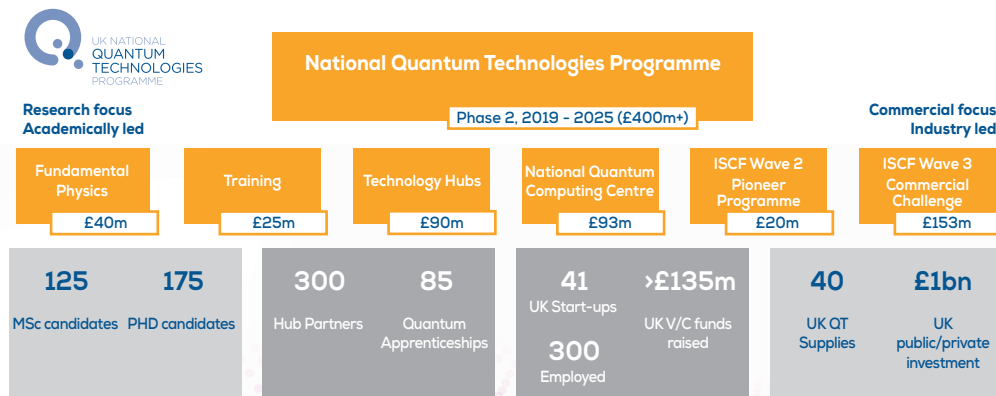 UK NATIONAL
QUANTUM
TECHNOLOGIES
PROGRAMME
National Quantum Technologies Programme
Phase 2, 2019 - 2025 (£400m+)
Research focus
Academically led
Commercial focus
Industry led
Fundamental
Physics
£40m
Training
£25m
Technology Hubs
£90m
National Quantum
Computing Centre
£93m
ISCF Wave 2
Pioneer
Programme
£20m
ISCF Wave 3
Commercial
Challenge
£153m
125
MSc candidates
175
PHD candidates
300
Hub Partners
85
Quantum
Apprenticeships
41
UK Start-ups
300
Employed
>£135m
UK V/C funds
raised
40
UK QT
Supplies
£1bn
UK
public/private
investment